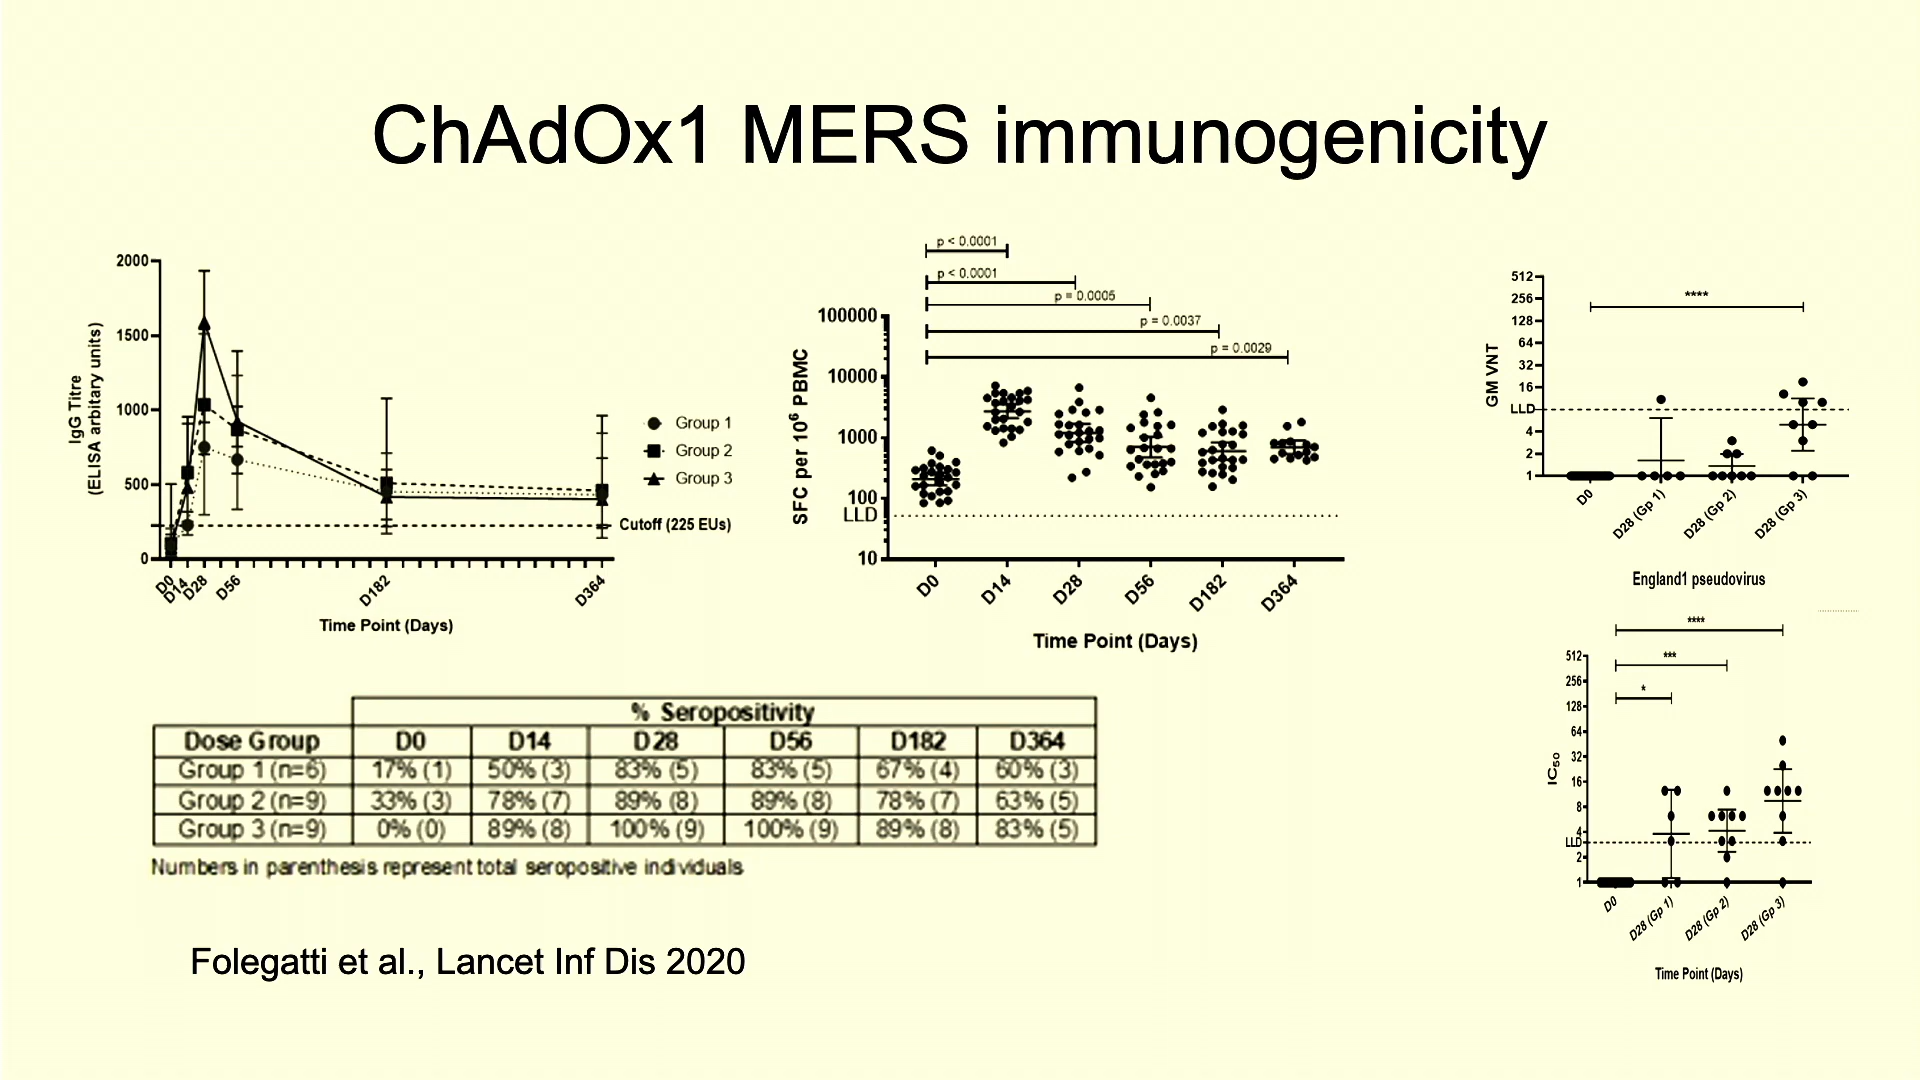 ChAdOx1 MERS immunogenicity
2000
1500
1000
500
0
IgG Titre
(ELISA arbitary units)
D0
D14
D28
D56
D182
D364
Time Point (Days)
Group 1
Group 2
Group 3
Cutoff (225 EUs)
p < 0.0001
p < 0.0001
p = 0.0005
p = 0.0037
p = 0.0029
100000
10000
1000
100
LLD
10
SFC per 10⁶ PBMC
D0
D14
D28
D56
D182
D364
Time Point (Days)
512
256
128
64
32
16
LLD
4
2
1
GM VNT
****
D0
D28 (Gp 1)
D28 (Gp 2)
D28 (Gp 3)
England1 pseudovirus
****
***
*
512
256
128
64
32
16
8
4
LLD
2
1
IC₅₀
D0
D28 (Gp 1)
D28 (Gp 2)
D28 (Gp 3)
Time Point (Days)
% Seropositivity
Dose Group D0 D14 D28 D56 D182 D364
Group 1 (n=6) 17% (1) 50% (3) 83% (5) 83% (5) 67% (4) 60% (3)
Group 2 (n=9) 33% (3) 78% (7) 89% (8) 89% (8) 78% (7) 63% (5)
Group 3 (n=9) 0% (0) 89% (8) 100% (9) 100% (9) 89% (8) 83% (5)
Numbers in parenthesis represent total seropositive individuals
Folegatti et al., Lancet Inf Dis 2020